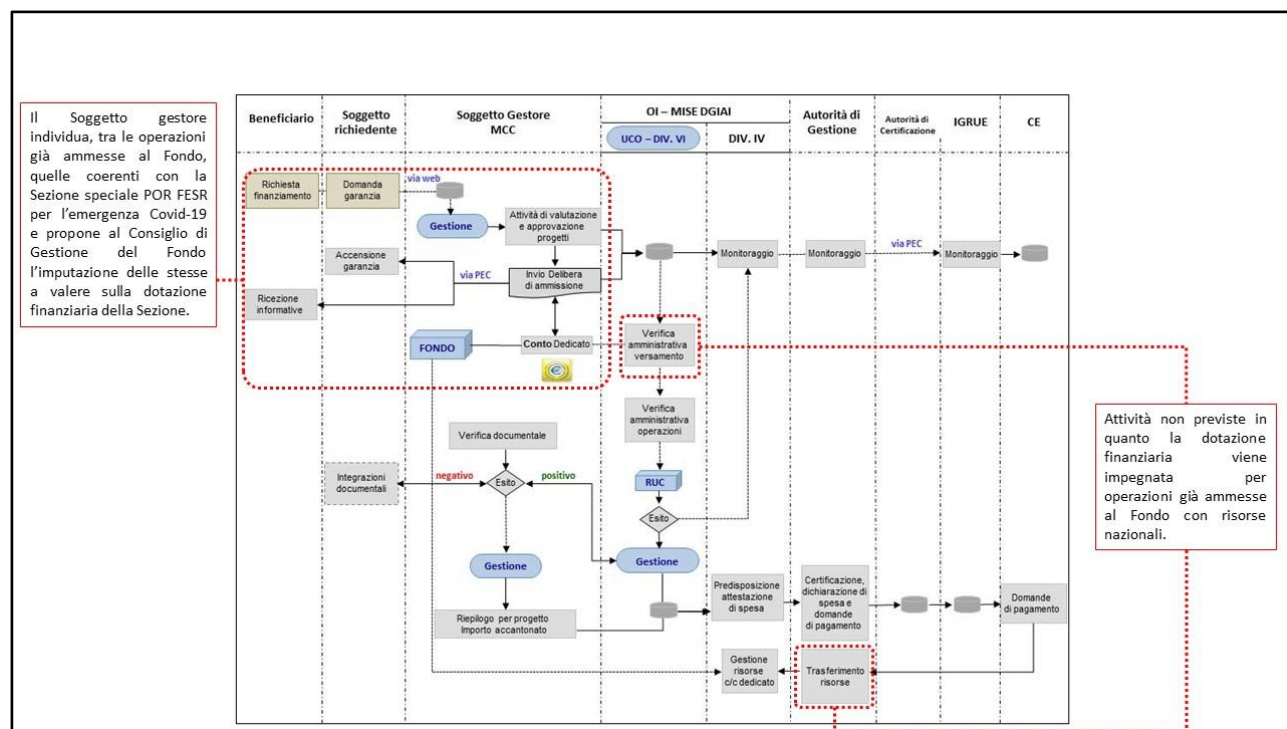 Il Soggetto gestore
individua, tra le operazioni
già ammesse al Fondo,
quelle coerenti con la
Sezione speciale POR FESR
per l'emergenza Covid-19
e propone al Consiglio di
Gestione del Fondo
l'imputazione delle stesse
a valere sulla dotazione
finanziaria della Sezione.
Beneficiario
Soggetto
richiedente
Soggetto Gestore
MCC
OI – MISE DGIAI
UCO – DIV. VI
DIV. IV
Autorità di
Gestione
Autorità di
Certificazione
IGRUE
CE
Richiesta
finanziamento
Domanda
garanzia
via web
Gestione
Attività di valutazione
e approvazione
progetti
Accensione
garanzia
via PEC
Invio Delibera
di ammissione
Monitoraggio
Monitoraggio
via PEC
Monitoraggio
Ricezione
informative
FONDO
Conto Dedicato
€
Verifica
amministrativa
versamento
Verifica
amministrativa
operazioni
Verifica documentale
Integrazioni
documentali
negativo
Esito
positivo
RUC
Esito
Gestione
Gestione
Riepilogo per progetto
Importo accantonato
Predisposizione
attestazione
di spesa
Certificazione,
dichiarazione di
spesa e
domande
di pagamento
Domande
di pagamento
Gestione
risorse
c/c dedicato
Trasferimento
risorse
Attività non previste in
quanto la dotazione
finanziaria viene
impegnata per
operazioni già ammesse
al Fondo con risorse
nazionali.